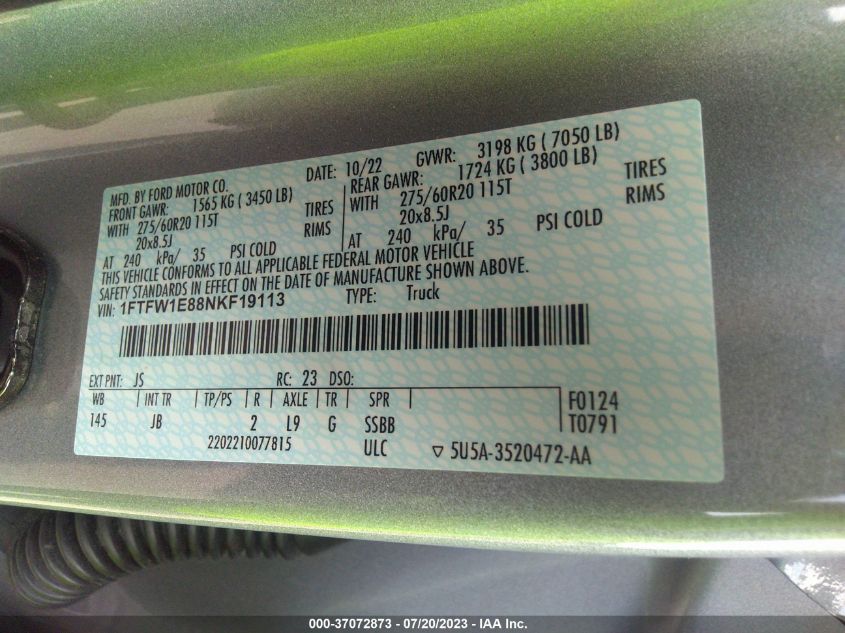 MFD. BY FORD MOTOR CO. DATE: 10/22 GVWR: 3198 KG ( 7050 LB)
FRONT GAWR: 1565 KG ( 3450 LB) REAR GAWR: 1724 KG ( 3800 LB)
WITH 275/60R20 115T TIRES WITH 275/60R20 115T TIRES
20x8.5J RIMS 20x8.5J RIMS
AT 240 kPa/ 35 PSI COLD AT 240 kPa/ 35 PSI COLD
THIS VEHICLE CONFORMS TO ALL APPLICABLE FEDERAL MOTOR VEHICLE
SAFETY STANDARDS IN EFFECT ON THE DATE OF MANUFACTURE SHOWN ABOVE.
VIN: 1FTFW1E88NKF19113 TYPE: Truck
EXT PNT: JS RC: 23 DSO:
WB INT TR TP/PS R AXLE TR SPR F0124
145 JB 2 L9 G SSBB T0791
2202210077815 ULC ▽ 5U5A-3520472-AA
000-37072873 - 07/20/2023 - IAA Inc.